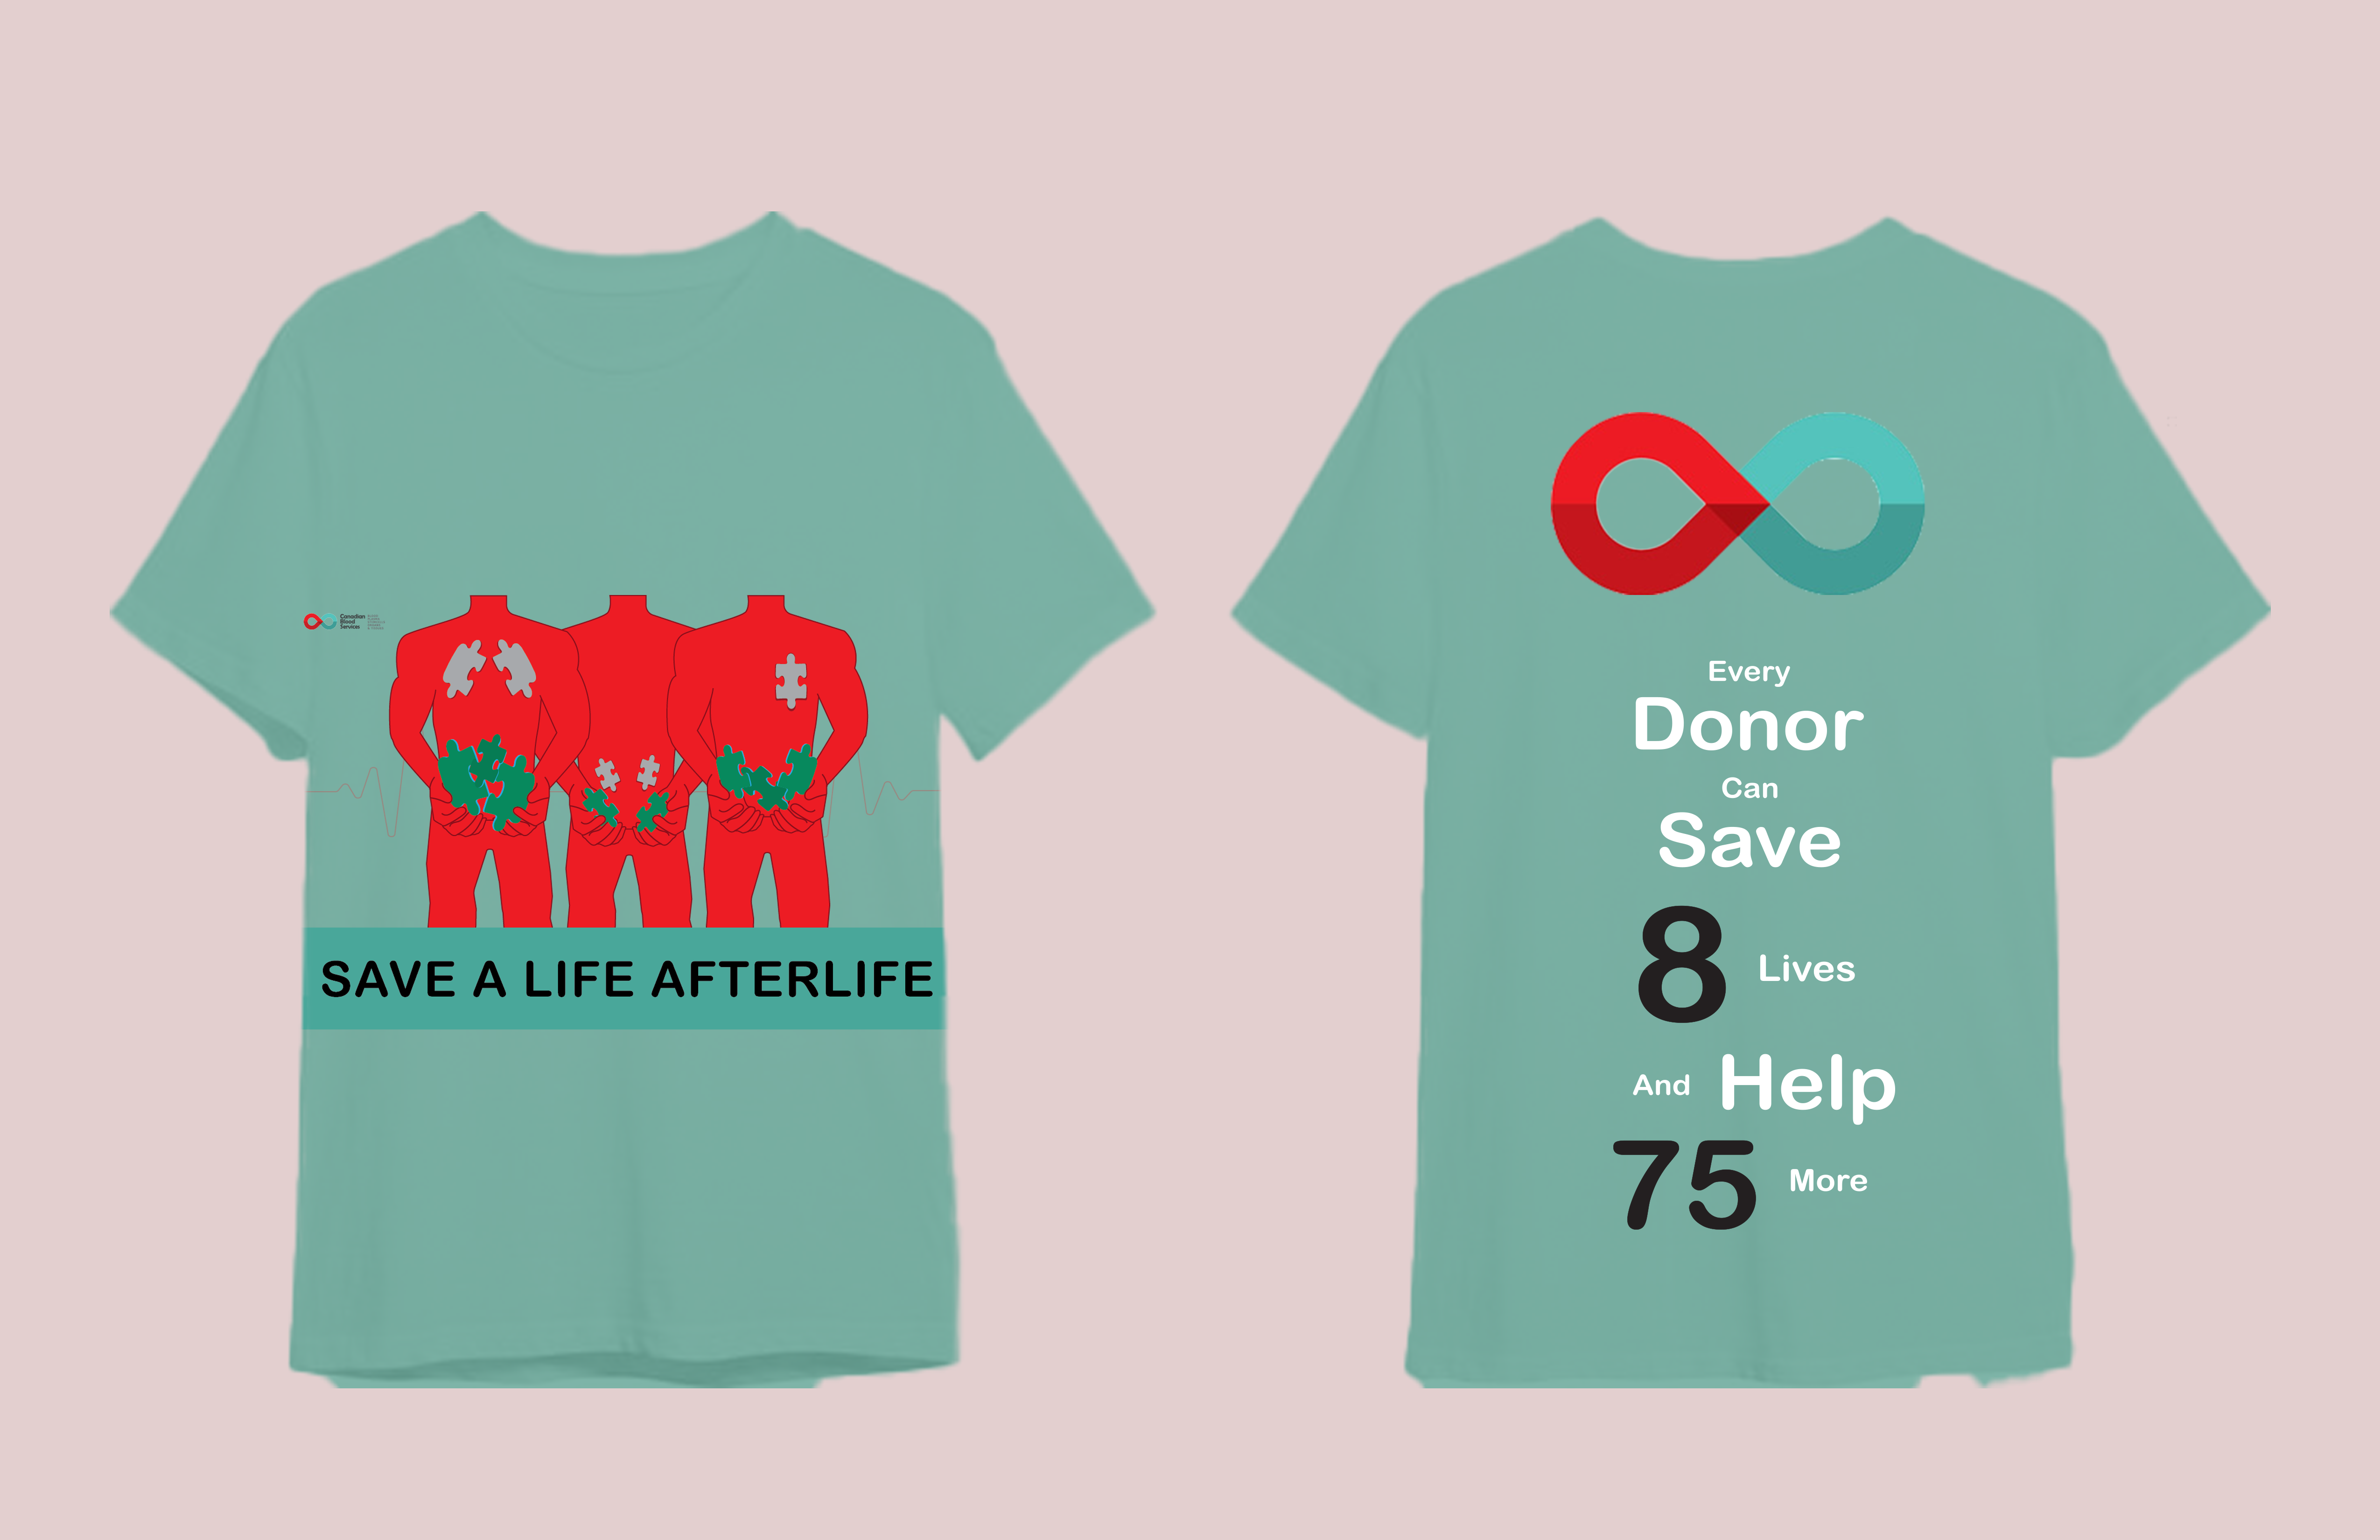 Canadian
Blood
Services
SAVE A LIFE AFTERLIFE
Every
Donor
Can
Save
8 Lives
And Help
75 More